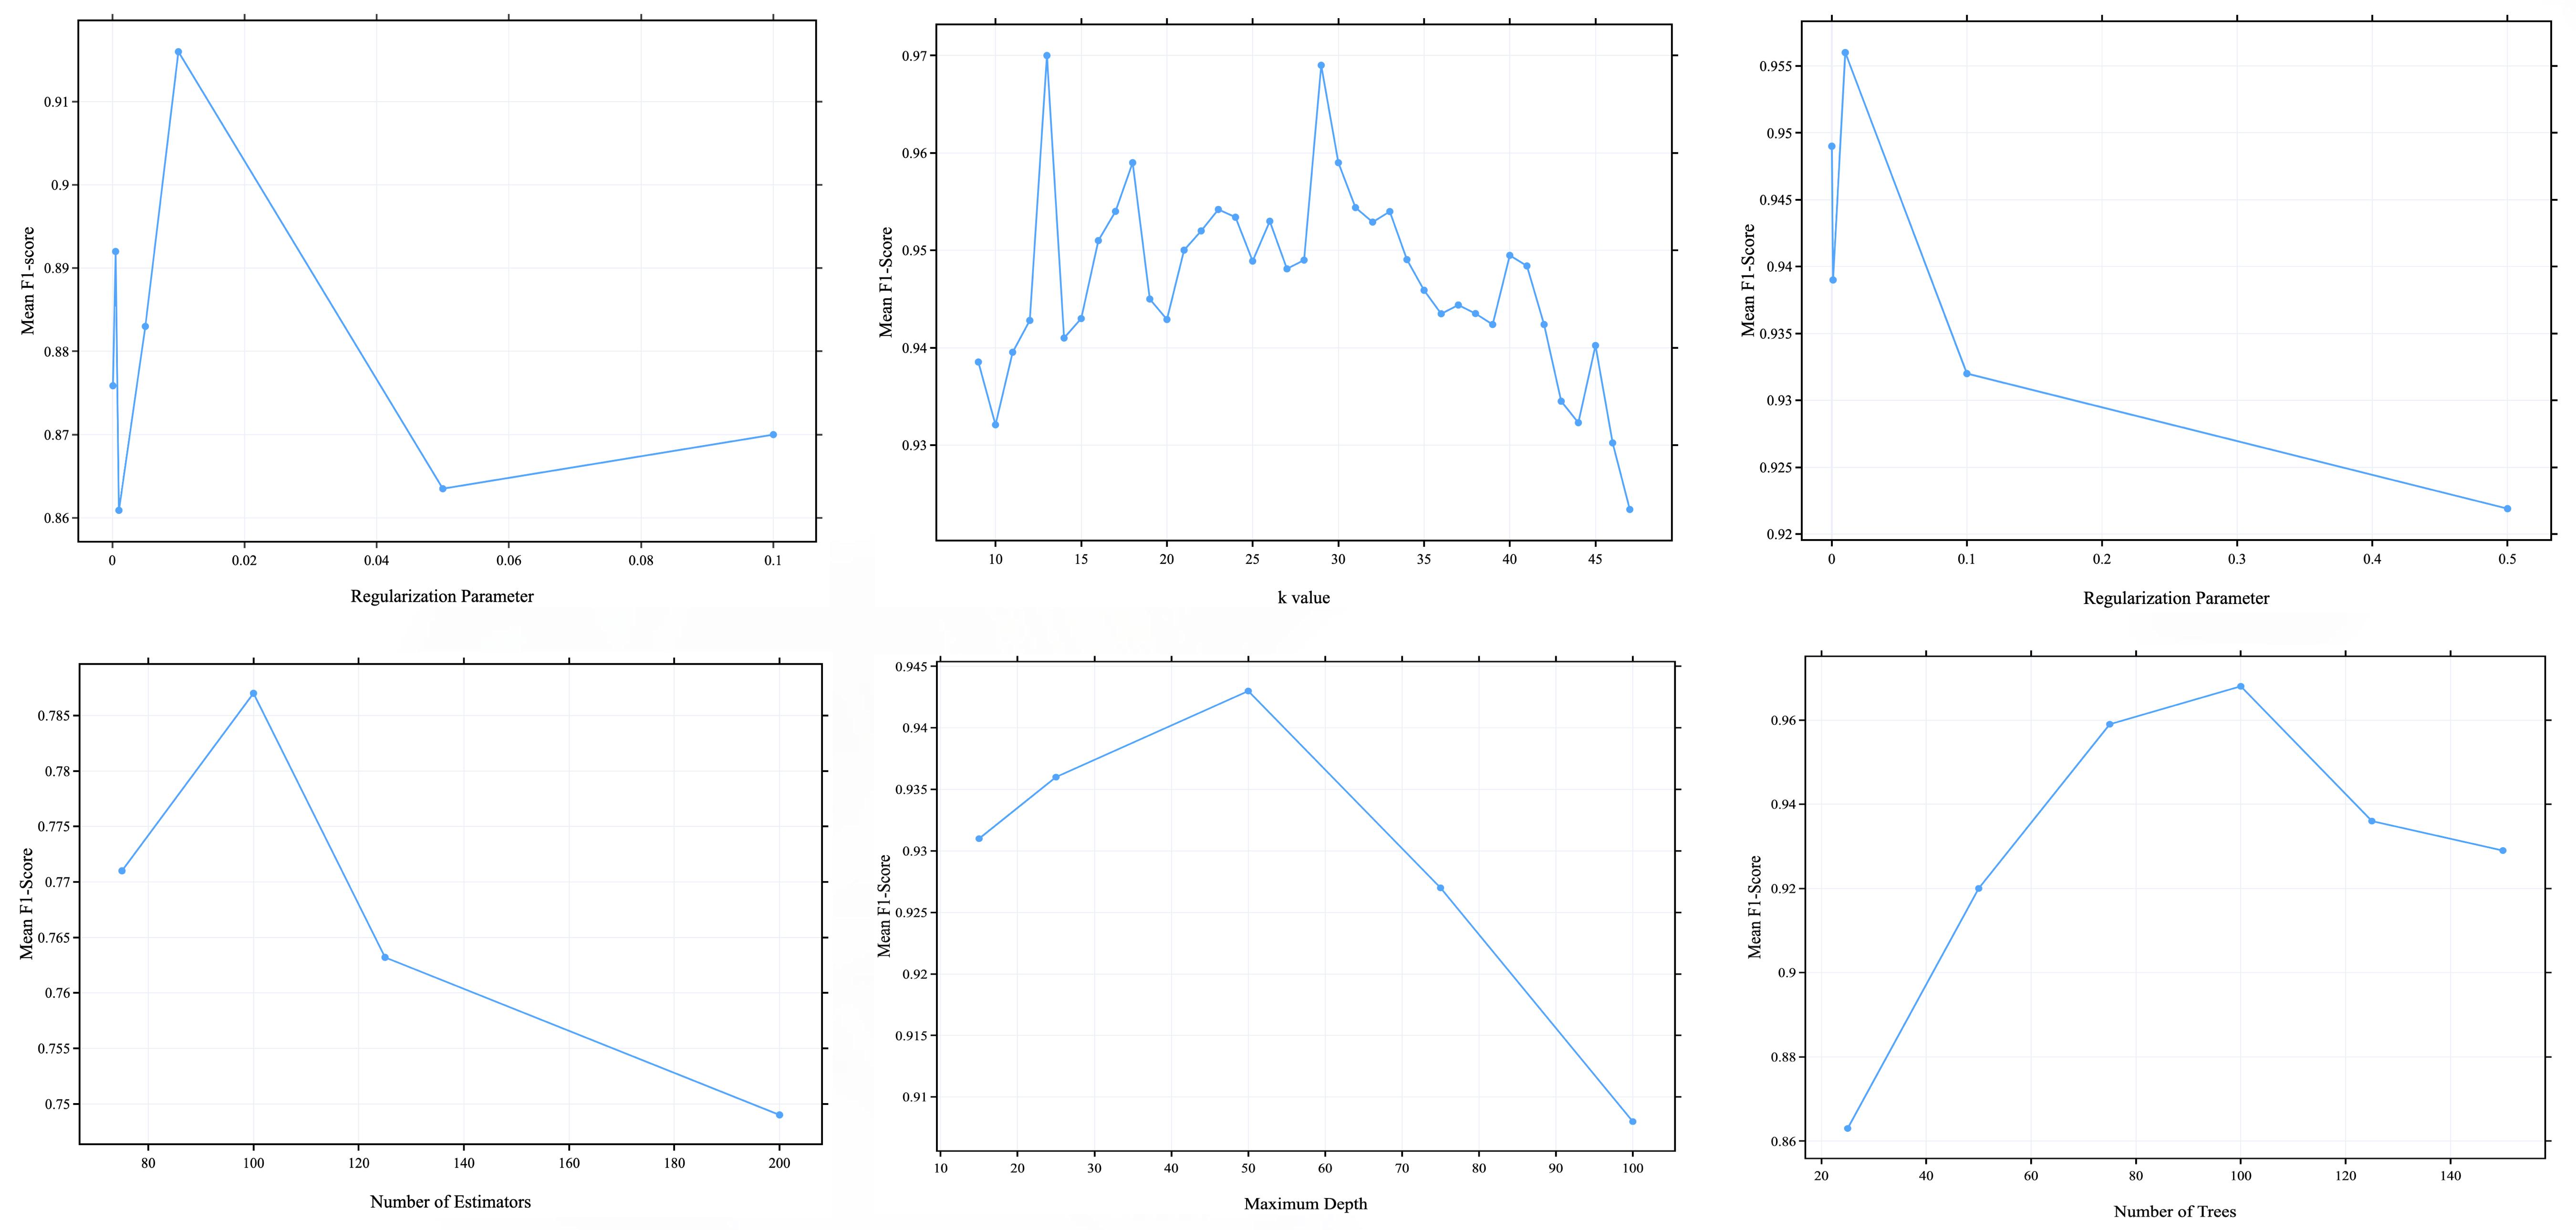 0.91
0.9
0.89
0.88
0.87
0.86
Mean F1-score
0 0.02 0.04 0.06 0.08 0.1
Regularization Parameter
0.97
0.96
0.95
0.94
0.93
Mean F1-Score
10 15 20 25 30 35 40 45
k value
0.955
0.95
0.945
0.94
0.935
0.93
0.925
0.92
Mean F1-Score
0 0.1 0.2 0.3 0.4 0.5
Regularization Parameter
0.785
0.78
0.775
0.77
0.765
0.76
0.755
0.75
Mean F1-Score
80 100 120 140 160 180 200
Number of Estimators
0.945
0.94
0.935
0.93
0.925
0.92
0.915
0.91
Mean F1-Score
10 20 30 40 50 60 70 80 90 100
Maximum Depth
0.96
0.94
0.92
0.9
0.88
0.86
Mean F1-Score
20 40 60 80 100 120 140
Number of Trees